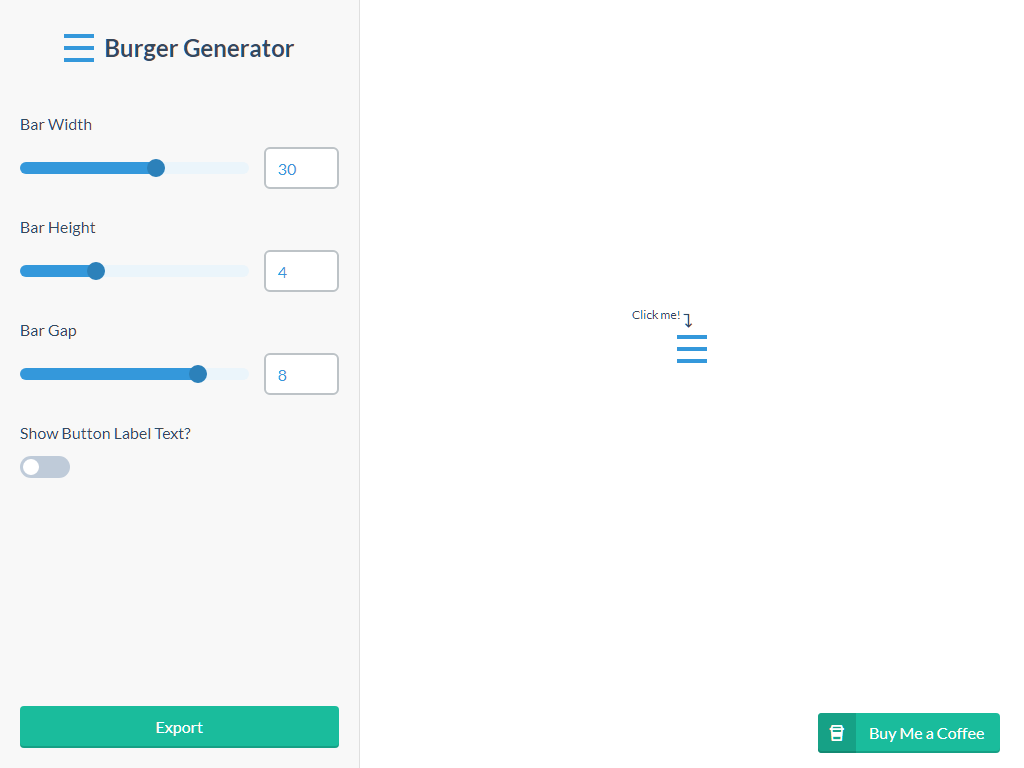 Burger Generator
Bar Width
30
Bar Height
4
Bar Gap
8
Show Button Label Text?
Export
Click me!
Buy Me a Coffee